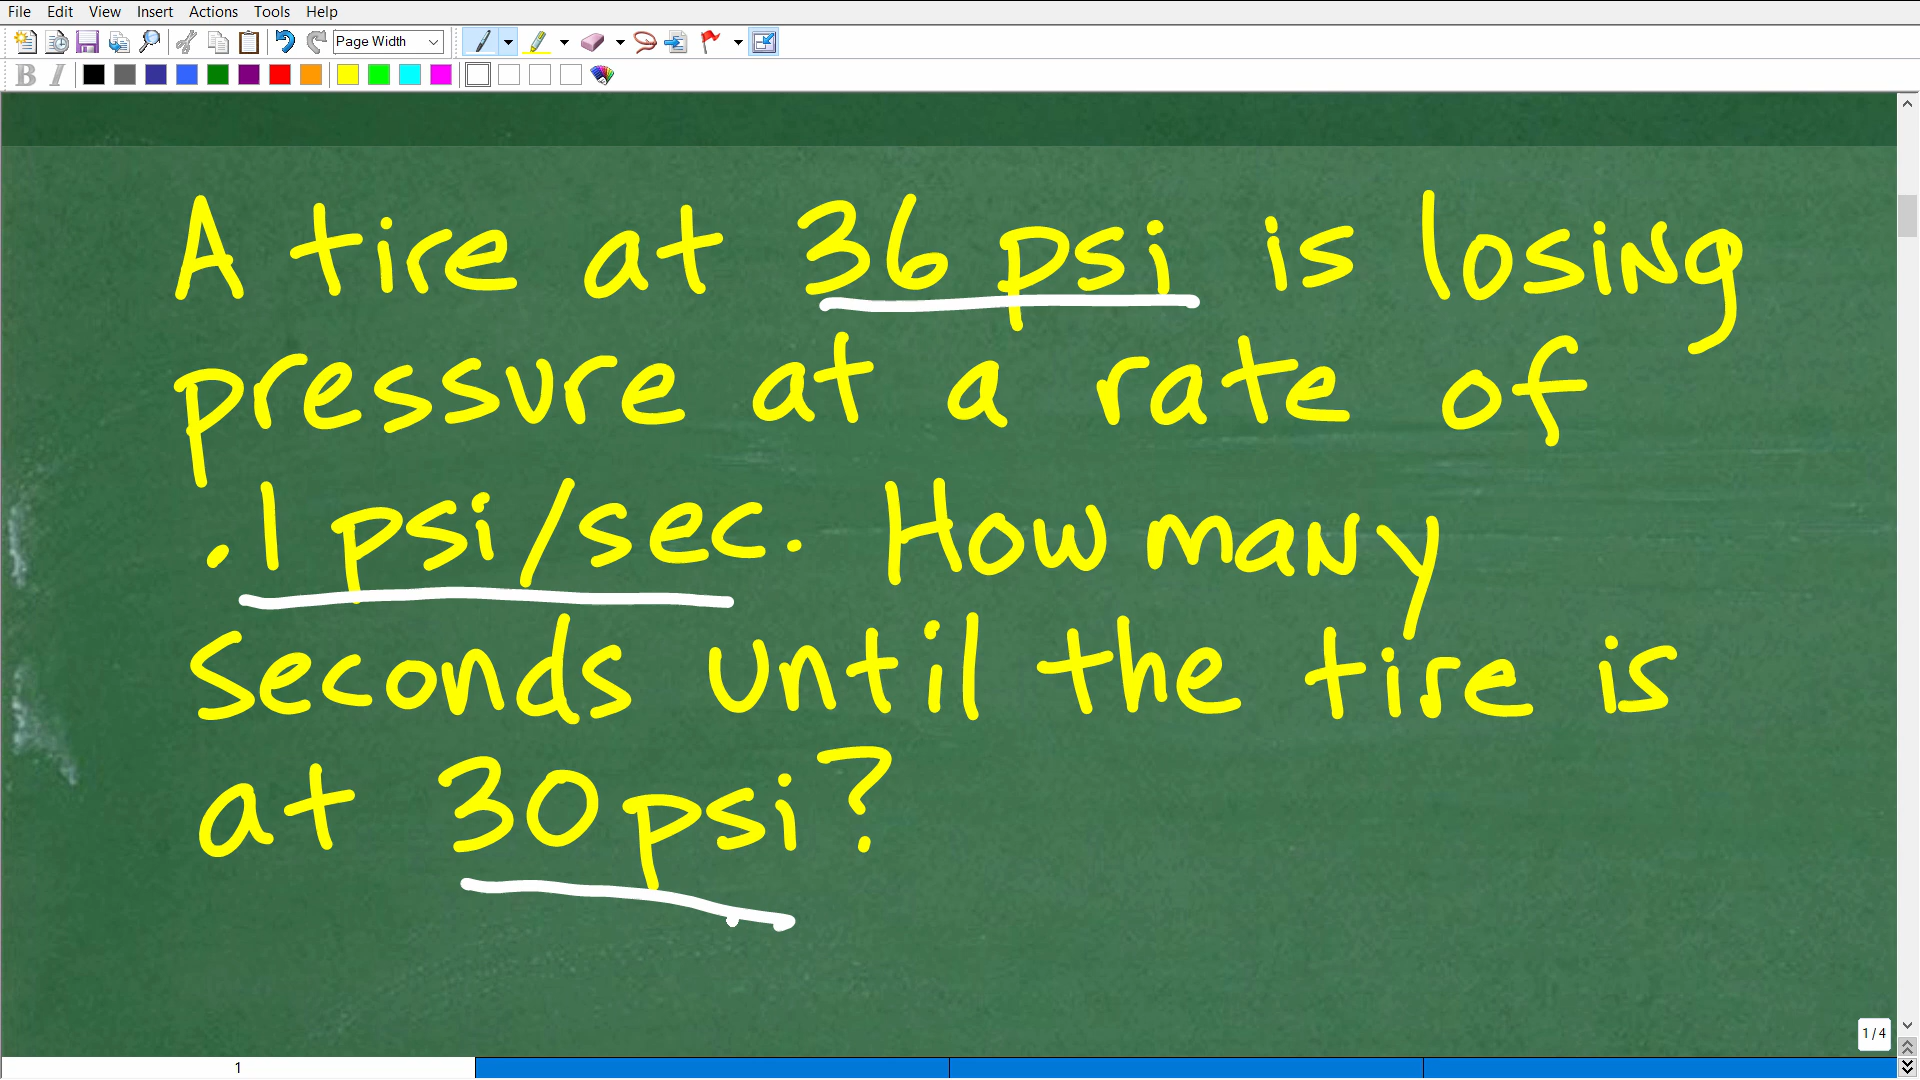 File Edit View Insert Actions Tools Help
Page Width
B I
A tire at 36 psi is losing
pressure at a rate of
.1 psi/sec. How many
seconds until the tire is
at 30 psi?
1 / 4
1